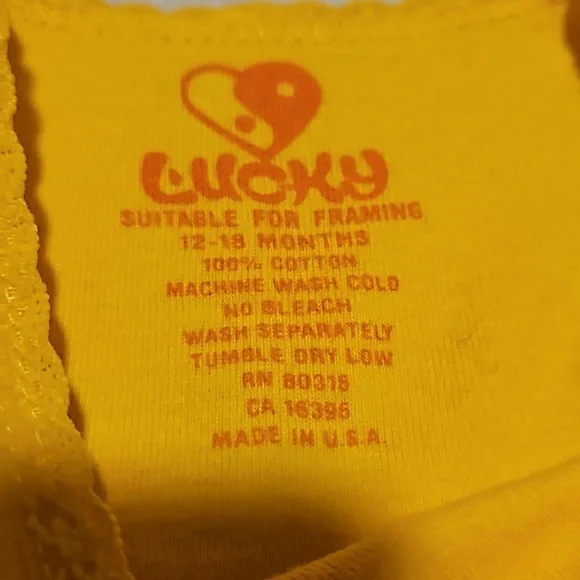 LUCKY
SUITABLE FOR FRAMING
12-18 MONTHS
100% COTTON
MACHINE WASH COLD
NO BLEACH
WASH SEPARATELY
TUMBLE DRY LOW
RN 80318
CA 16396
MADE IN U.S.A.